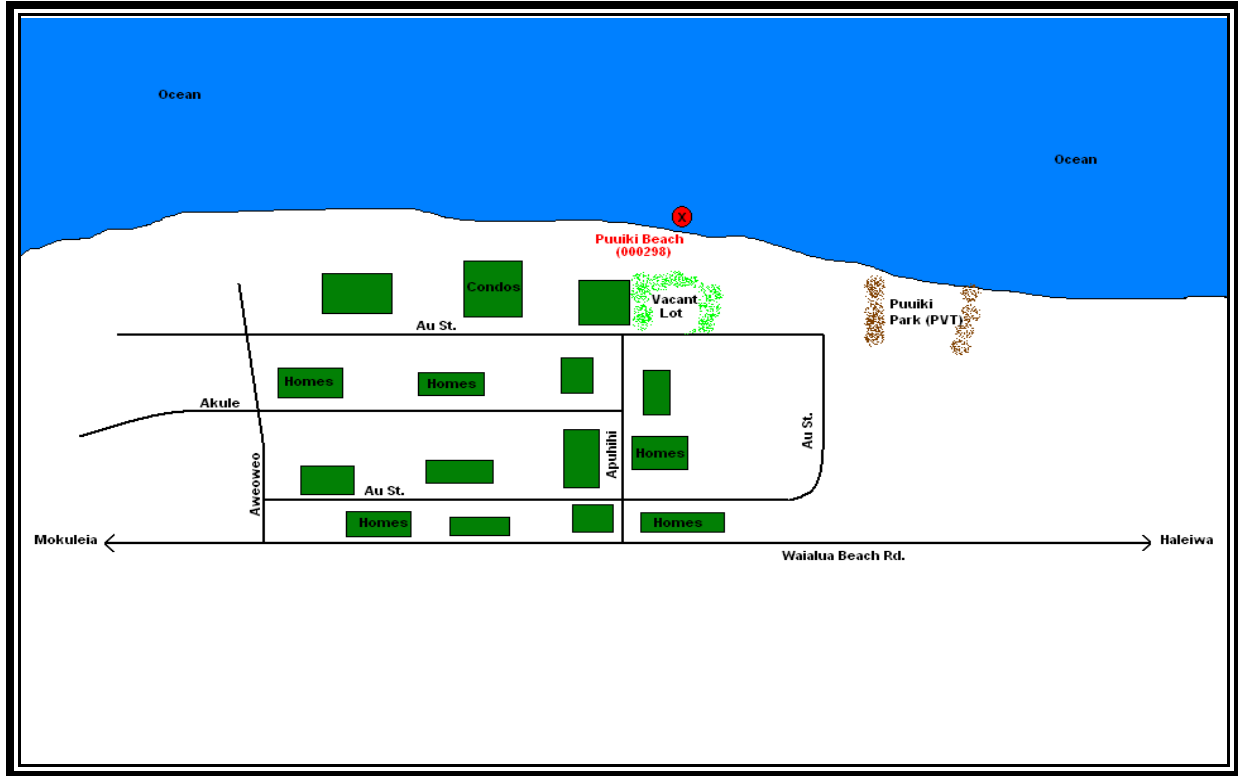 Ocean
Ocean
X
Puuiki Beach
(000298)
Condos
Vacant
Lot
Puuiki
Park (PVT)
Au St.
Homes
Homes
Akule
Au St.
Apuhihi
Homes
Aweoweo
Au St.
Homes
Homes
Mokuleia
Haleiwa
Waialua Beach Rd.